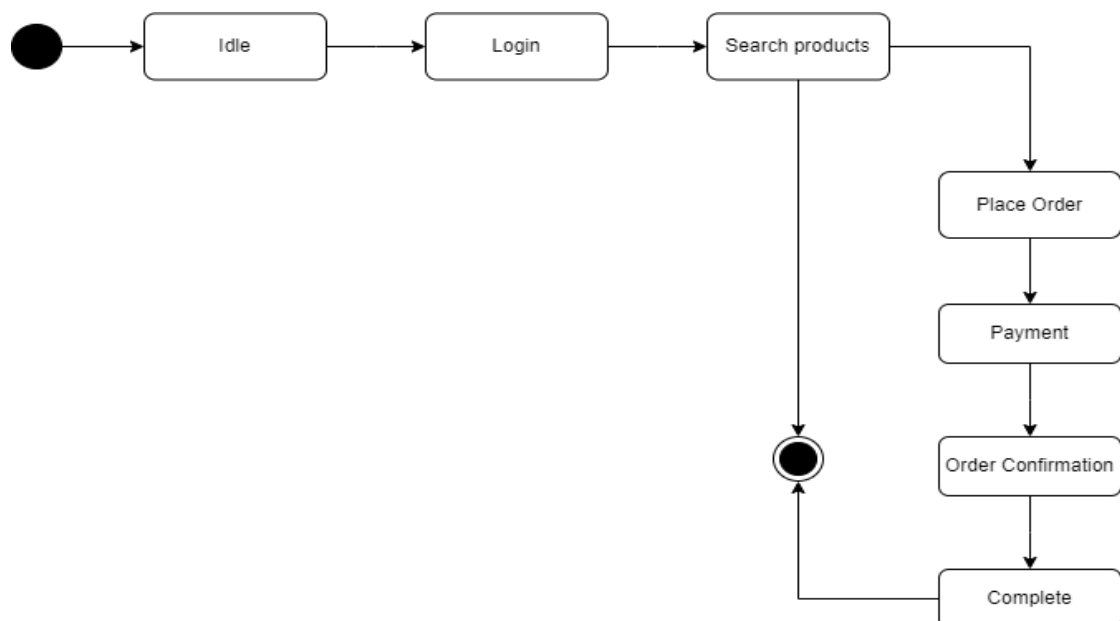 Idle
Login
Search products
Place Order
Payment
Order Confirmation
Complete